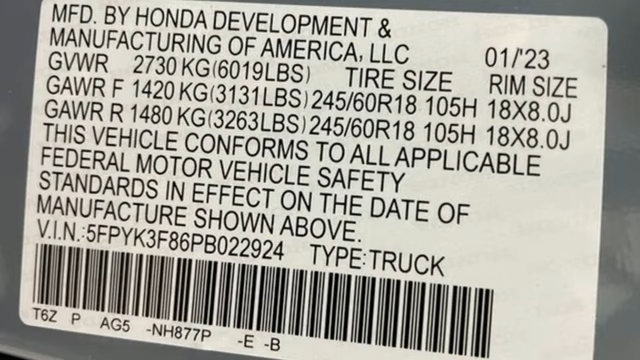 MFD. BY HONDA DEVELOPMENT &
MANUFACTURING OF AMERICA, LLC 01/'23
GVWR 2730 KG(6019LBS) TIRE SIZE RIM SIZE
GAWR F 1420 KG(3131LBS) 245/60R18 105H 18X8.0J
GAWR R 1480 KG(3263LBS) 245/60R18 105H 18X8.0J
THIS VEHICLE CONFORMS TO ALL APPLICABLE
FEDERAL MOTOR VEHICLE SAFETY
STANDARDS IN EFFECT ON THE DATE OF
MANUFACTURE SHOWN ABOVE.
V.I.N.:5FPYK3F86PB022924 TYPE:TRUCK
T6Z P AG5 -NH877P -E -B